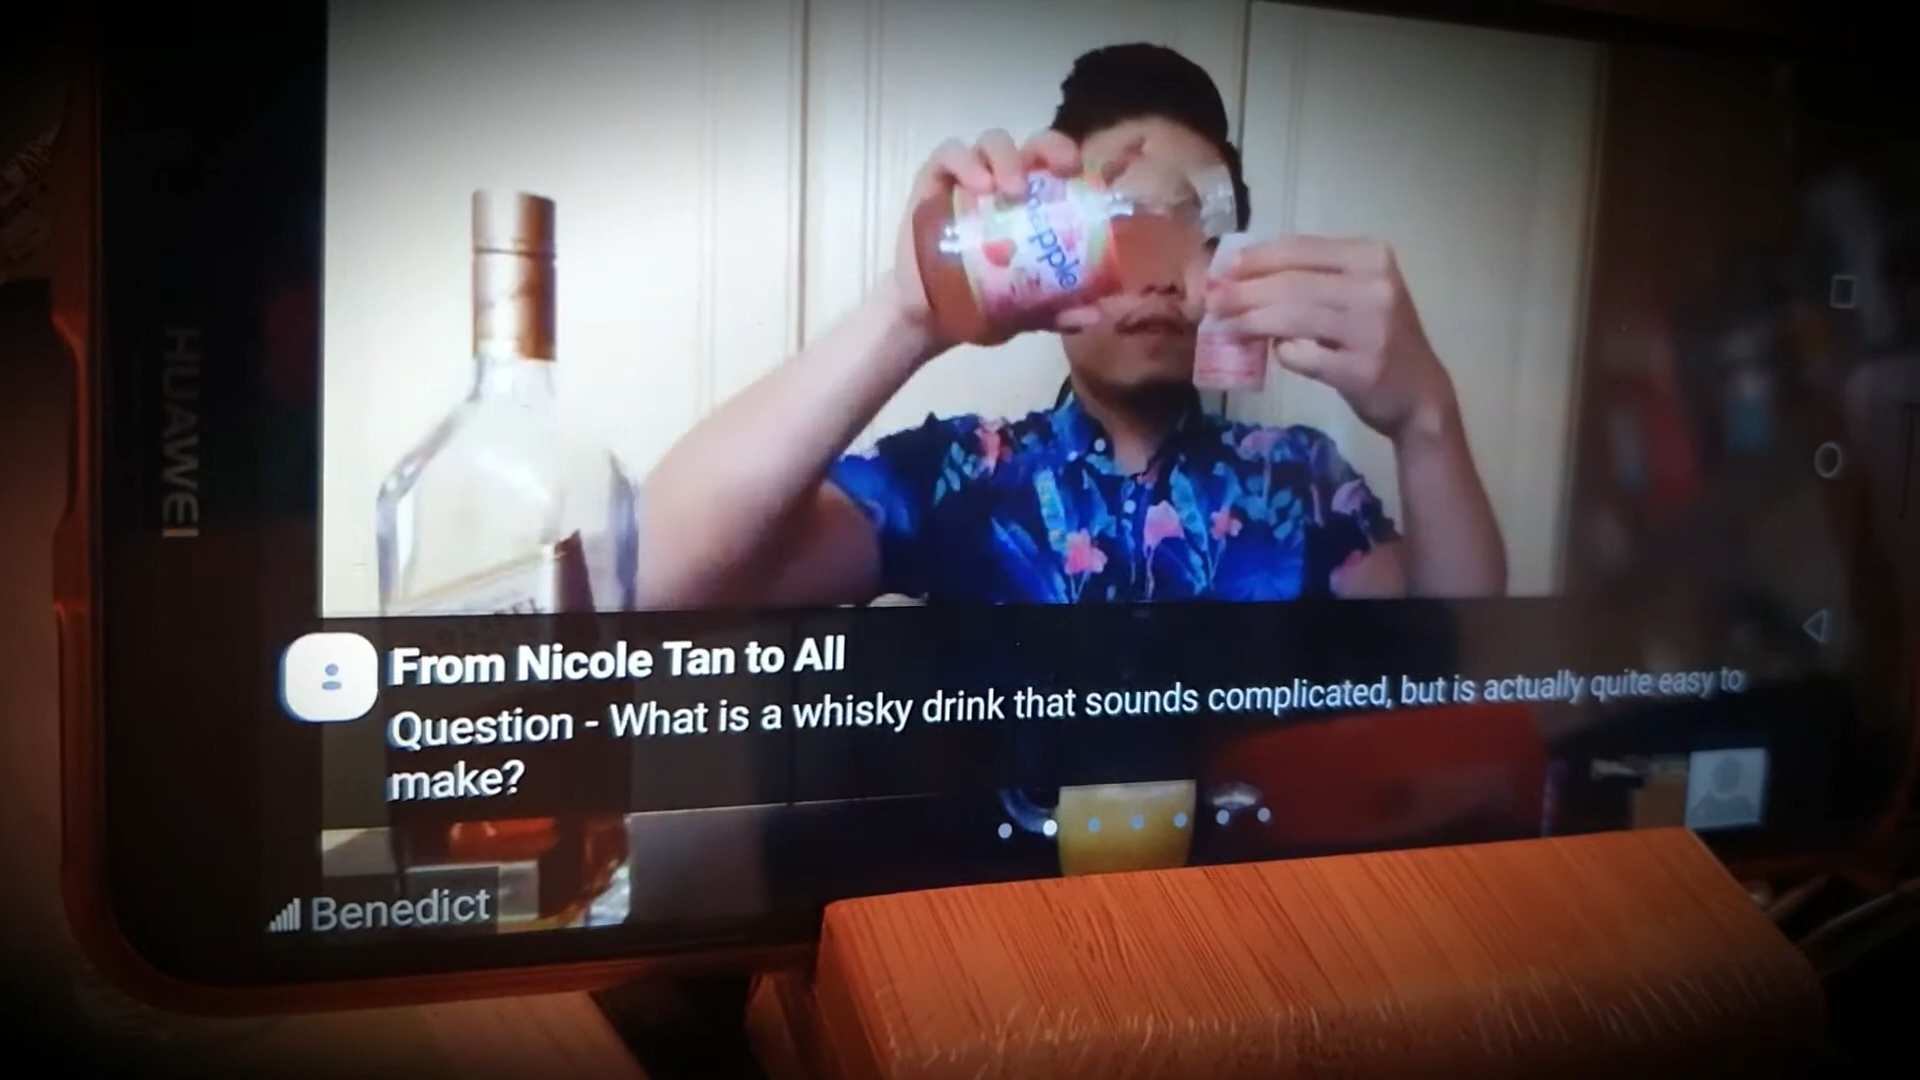 HUAWEI
Snapple
From Nicole Tan to All
Question - What is a whisky drink that sounds complicated, but is actually quite easy to
make?
Benedict